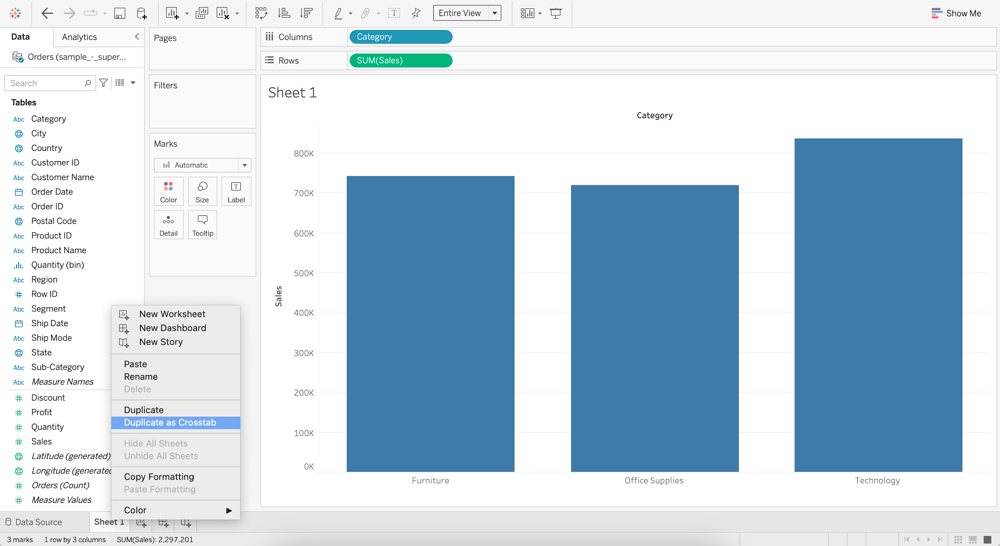 Entire View
Show Me
Data
Analytics
Orders (sample_-_super...
Search
Tables
Abc Category
City
Country
Abc Customer ID
Abc Customer Name
Order Date
Abc Order ID
Postal Code
Abc Product ID
Abc Product Name
Quantity (bin)
Abc Region
Row ID
Abc Segment
Ship Date
Abc Ship Mode
State
Abc Sub-Category
Abc Measure Names
Discount
Profit
Quantity
Sales
Latitude (generated)
Longitude (generated
Orders (Count)
Measure Values
Pages
Filters
Marks
Automatic
Color
Size
T
Label
Detail
Tooltip
New Worksheet
New Dashboard
New Story
Paste
Rename
Delete
Duplicate
Duplicate as Crosstab
Hide All Sheets
Unhide All Sheets
Copy Formatting
Paste Formatting
Color
Columns
Category
Rows
SUM(Sales)
Sheet 1
Category
Sales
800K
700K
600K
500K
400K
300K
200K
100K
0K
Furniture
Office Supplies
Technology
Data Source
Sheet 1
3 marks
1 row by 3 columns
SUM(Sales): 2,297,201